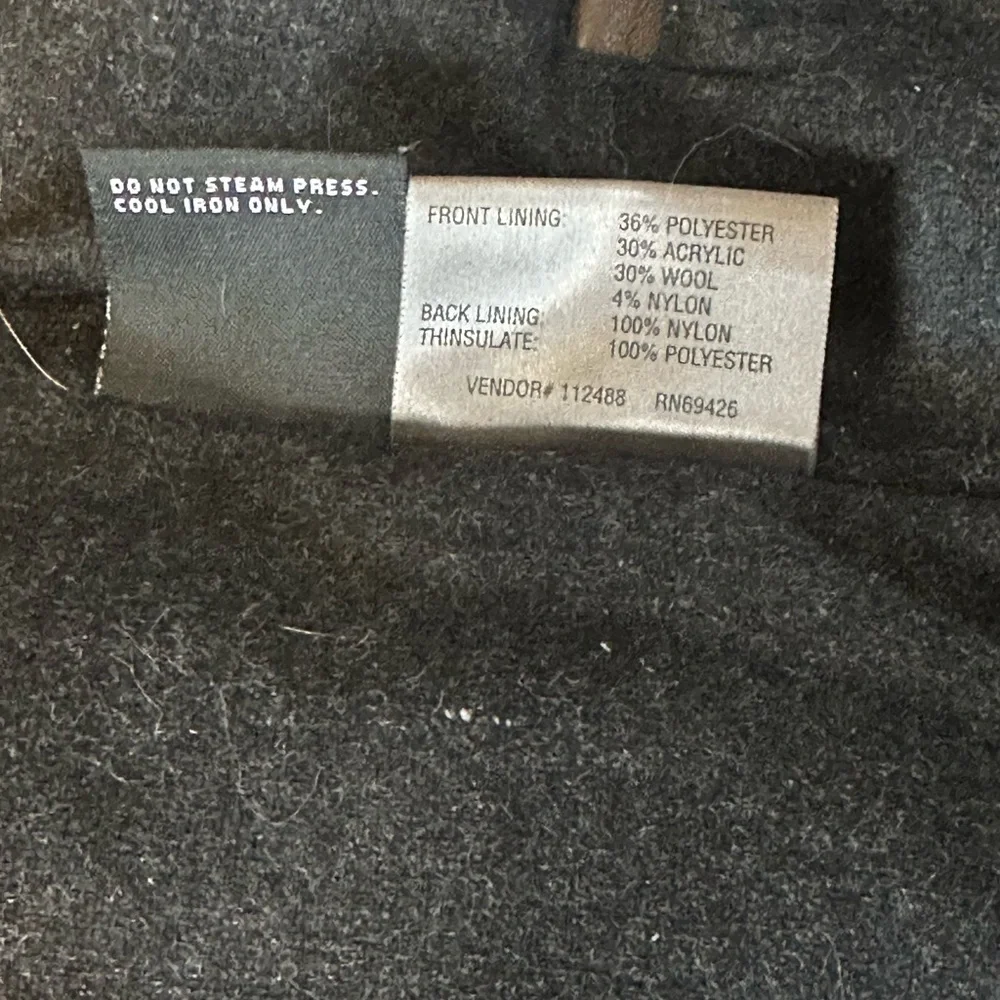 DO NOT STEAM PRESS.
COOL IRON ONLY.
FRONT LINING: 36% POLYESTER
30% ACRYLIC
30% WOOL
4% NYLON
BACK LINING: 100% NYLON
THINSULATE: 100% POLYESTER
VENDOR# 112488 RN69426